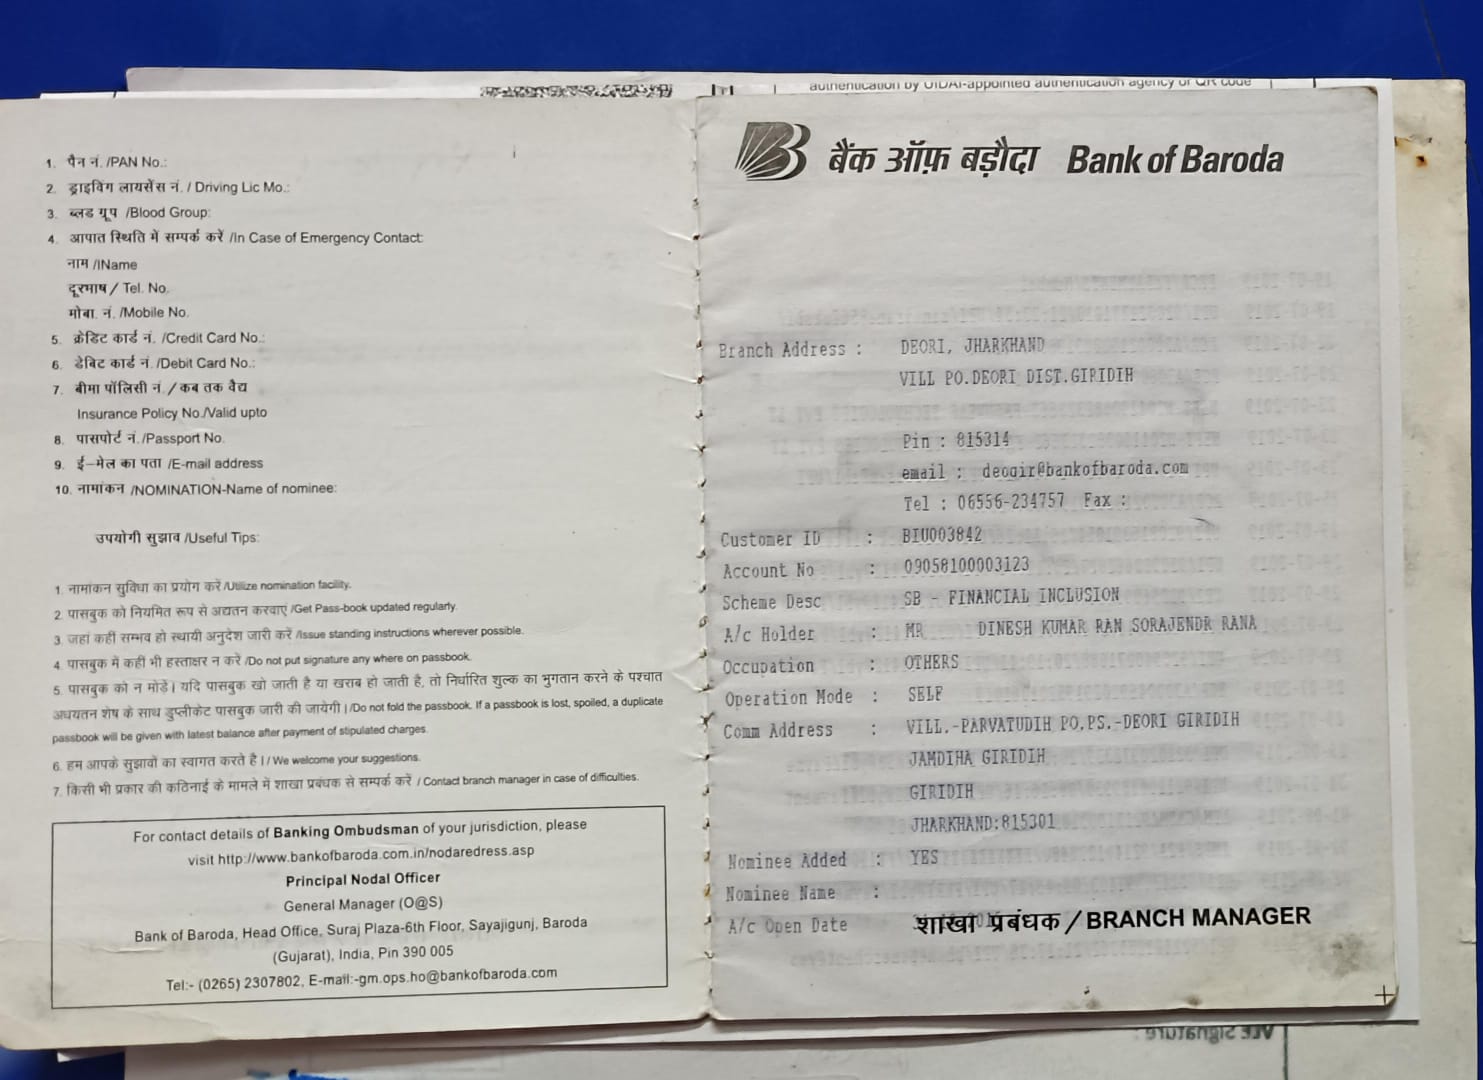 authentication by UIDAI-appointed authentication agency or QR code
1. पैन नं. /PAN No.:
2. ड्राइविंग लायसेंस नं. / Driving Lic Mo.:
3. ब्लड ग्रूप /Blood Group:
4. आपात स्थिति में सम्पर्क करें /In Case of Emergency Contact:
नाम /IName
दूरभाष / Tel. No.
मोबा. नं. /Mobile No.
5. क्रेडिट कार्ड नं. /Credit Card No.:
6. डेबिट कार्ड नं. /Debit Card No.:
7. बीमा पॉलिसी नं. / कब तक वैद्य
Insurance Policy No./Valid upto
8. पासपोर्ट नं. /Passport No.
9. ई-मेल का पता /E-mail address
10. नामांकन /NOMINATION-Name of nominee:
उपयोगी सुझाव /Useful Tips:
1. नामांकन सुविधा का प्रयोग करें /Utilize nomination facility.
2. पासबुक को नियमित रूप से अद्यतन करवाएं /Get Pass-book updated regularly.
3. जहां कहीं सम्भव हो स्थायी अनुदेश जारी करें /Issue standing instructions wherever possible.
4. पासबुक में कहीं भी हस्ताक्षर न करें /Do not put signature any where on passbook.
5. पासबुक को न मोड़ें। यदि पासबुक खो जाती है या खराब हो जाती है, तो निर्धारित शुल्क का भुगतान करने के पश्चात
अधयतन शेष के साथ डुप्लीकेट पासबुक जारी की जायेगी। /Do not fold the passbook. If a passbook is lost, spoiled, a duplicate
passbook will be given with latest balance after payment of stipulated charges.
6. हम आपके सुझावों का स्वागत करते है। / We welcome your suggestions.
7. किसी भी प्रकार की कठिनाई के मामले में शाखा प्रबंधक से सम्पर्क करें / Contact branch manager in case of difficulties.
For contact details of Banking Ombudsman of your jurisdiction, please
visit http://www.bankofbaroda.com.in/nodaredress.asp
Principal Nodal Officer
General Manager (O@S)
Bank of Baroda, Head Office, Suraj Plaza-6th Floor, Sayajigunj, Baroda
(Gujarat), India, Pin 390 005
Tel:- (0265) 2307802, E-mail:-gm.ops.ho@bankofbaroda.com
बैंक ऑफ़ बड़ौदा Bank of Baroda
Branch Address : DEORI, JHARKHAND
VILL PO.DEORI DIST.GIRIDIH
Pin : 815314
email : deogir@bankofbaroda.com
Tel : 06556-234757 Fax :
Customer ID : BIU003842
Account No : 09058100003123
Scheme Desc SB - FINANCIAL INCLUSION
A/c Holder : MR DINESH KUMAR RAN SORAJENDR RANA
Occupation : OTHERS
Operation Mode : SELF
Comm Address : VILL.-PARVATUDIH PO,PS.-DEORI GIRIDIH
JAMDIHA GIRIDIH
GIRIDIH
JHARKHAND:815301
Nominee Added : YES
Nominee Name :
A/c Open Date
शाखा प्रबंधक / BRANCH MANAGER
VLE Signature :